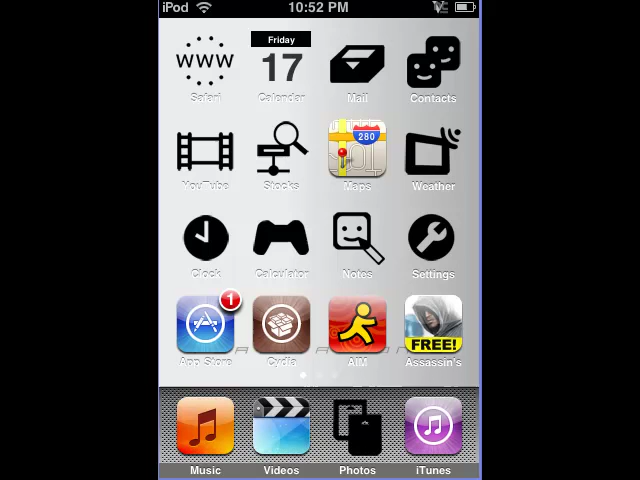 iPod 10:52 PM
WWW Friday
17
Safari Calendar Mail Contacts
280
YouTube Stocks Maps Weather
Clock Calculator Notes Settings
1
FREE!
App Store Cydia AIM Assassin's
Music Videos Photos iTunes